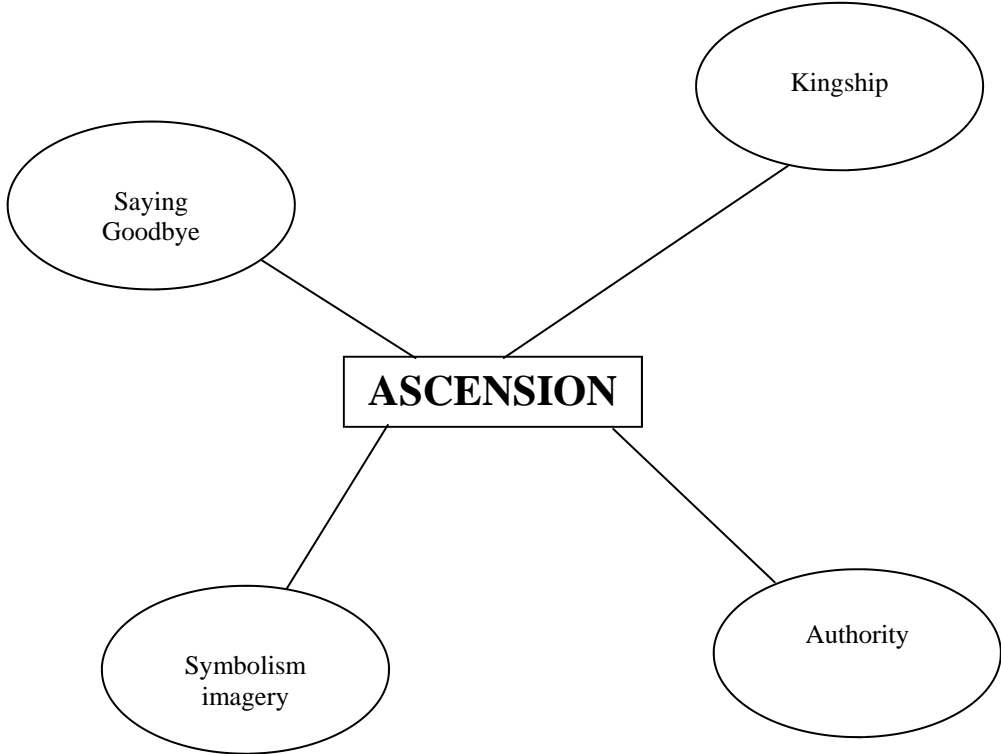 Kingship
Saying
Goodbye
ASCENSION
Authority
Symbolism
imagery